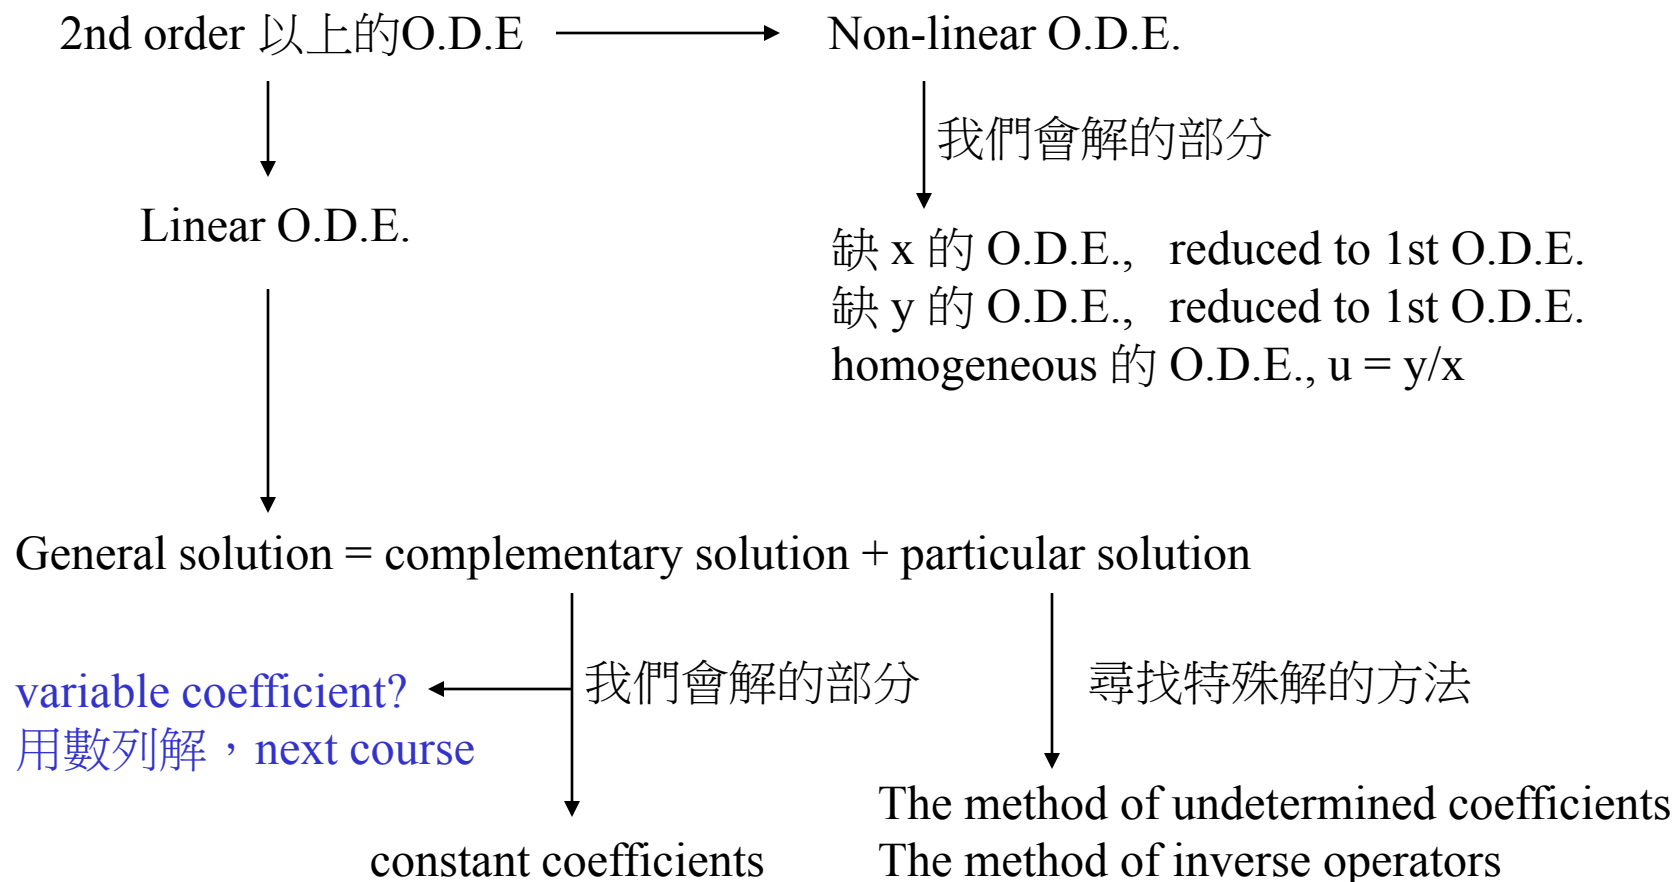 2nd order 以上的O.D.E
Non-linear O.D.E.
我們會解的部分
Linear O.D.E.
缺 x 的 O.D.E., reduced to 1st O.D.E.
缺 y 的 O.D.E., reduced to 1st O.D.E.
homogeneous 的 O.D.E., u = y/x
General solution = complementary solution + particular solution
variable coefficient?
用數列解，next course
我們會解的部分
尋找特殊解的方法
constant coefficients
The method of undetermined coefficients
The method of inverse operators